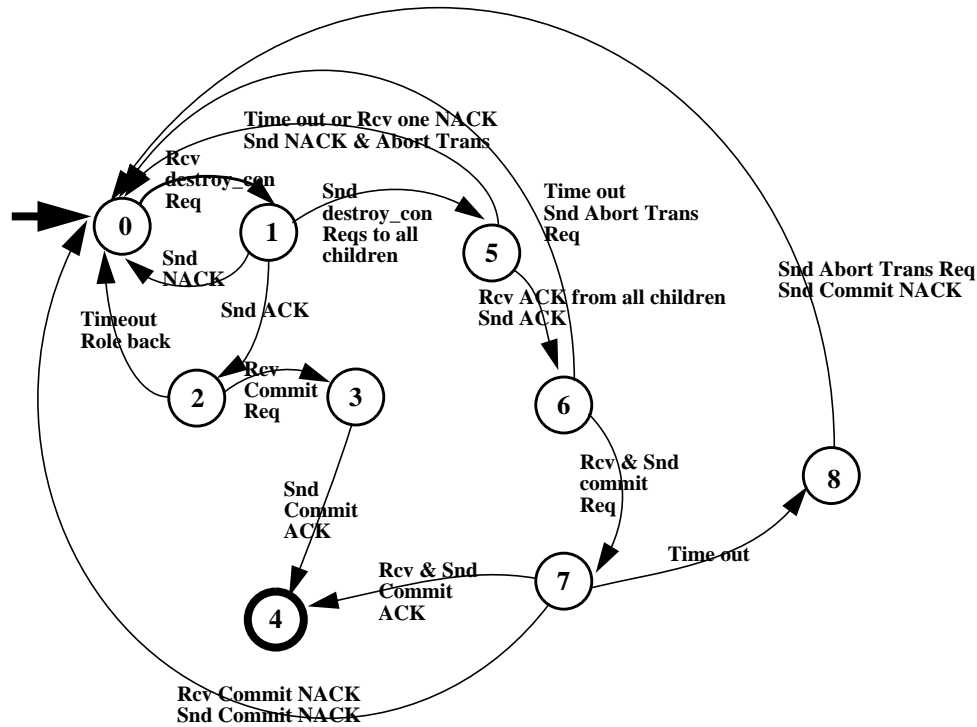 Time out or Rcv one NACK
Snd NACK & Abort Trans
Rcv
destroy_con
Req
Snd
destroy_con
Reqs to all
children
Time out
Snd Abort Trans
Req
0
1
5
Snd
NACK
Snd ACK
Rcv ACK from all children
Snd ACK
Snd Abort Trans Req
Snd Commit NACK
Timeout
Role back
Rcv
Commit
Req
2
3
6
Rcv & Snd
commit
Req
8
Snd
Commit
ACK
Time out
Rcv & Snd
Commit
ACK
7
4
Rcv Commit NACK
Snd Commit NACK